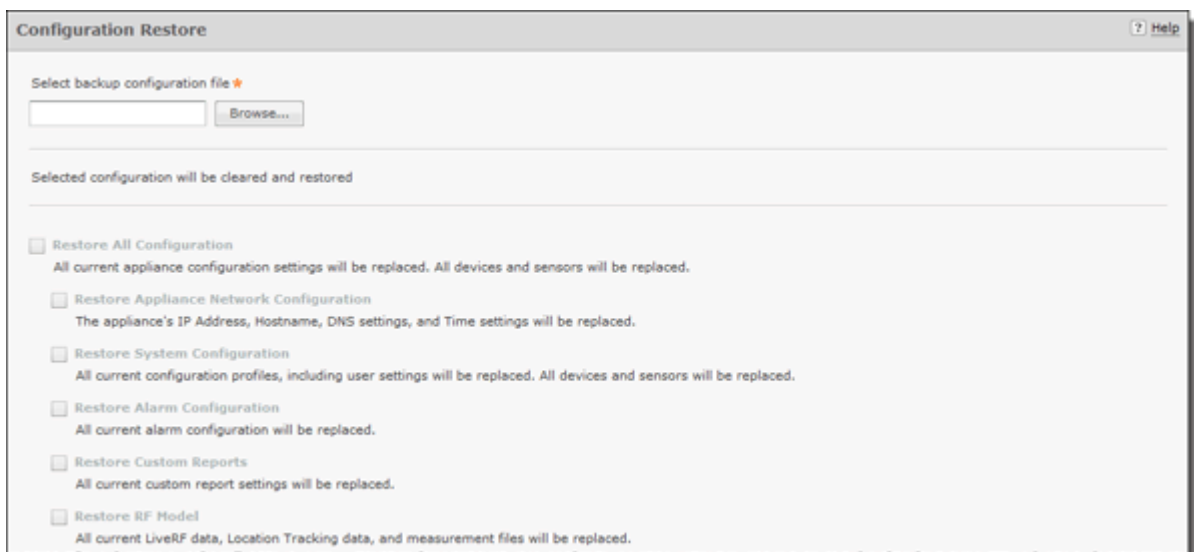 Configuration Restore
? Help
Select backup configuration file *
Browse...
Selected configuration will be cleared and restored
Restore All Configuration
All current appliance configuration settings will be replaced. All devices and sensors will be replaced.
Restore Appliance Network Configuration
The appliance's IP Address, Hostname, DNS settings, and Time settings will be replaced.
Restore System Configuration
All current configuration profiles, including user settings will be replaced. All devices and sensors will be replaced.
Restore Alarm Configuration
All current alarm configuration will be replaced.
Restore Custom Reports
All current custom report settings will be replaced.
Restore RF Model
All current LiveRF data, Location Tracking data, and measurement files will be replaced.